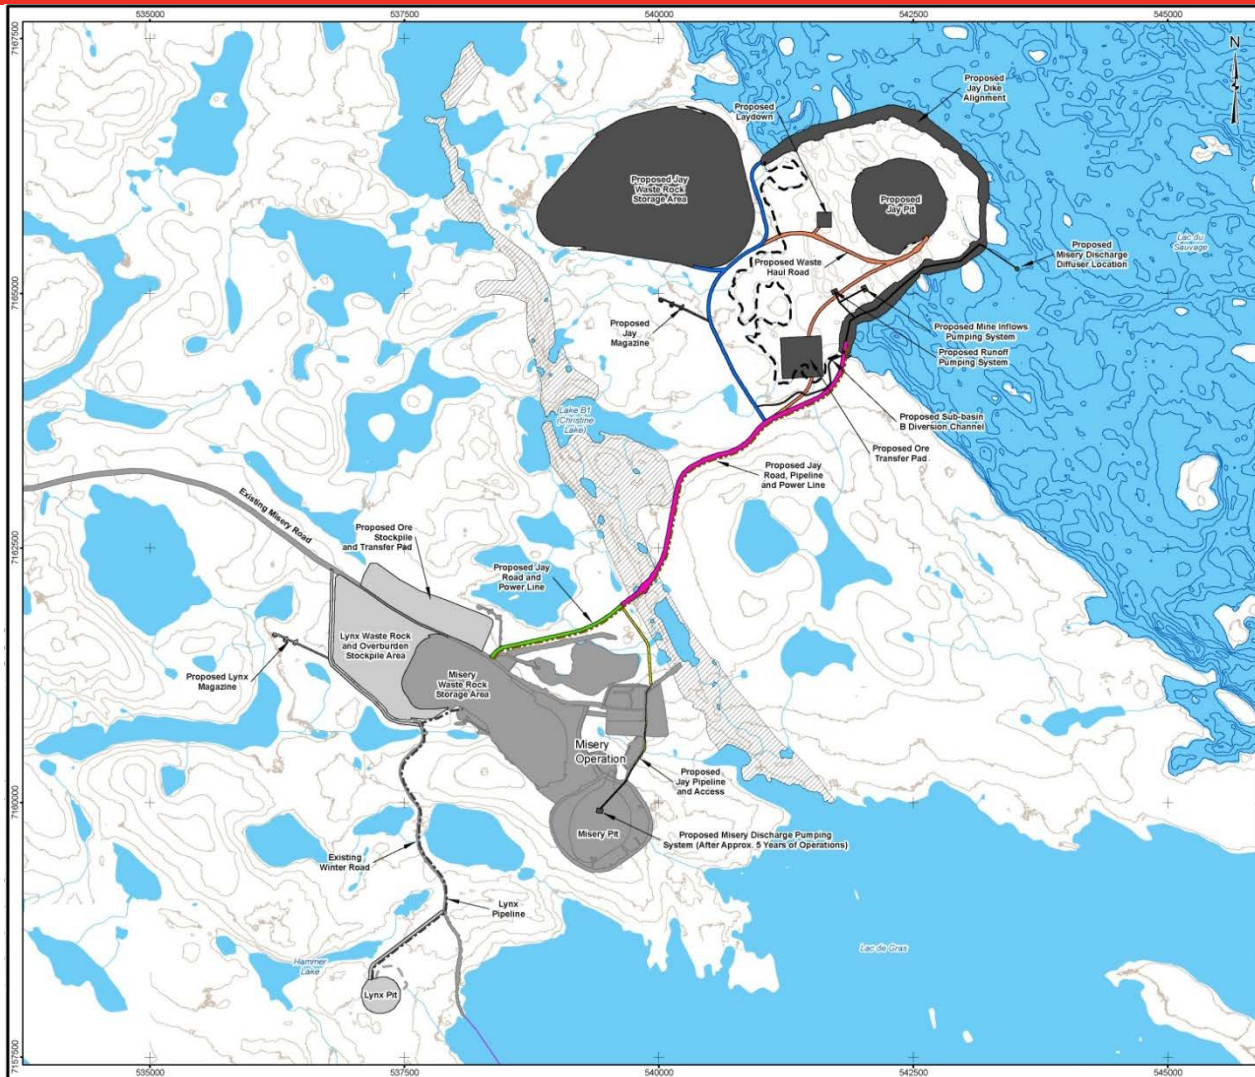 535000
537500
540000
542500
545000
7167500
N
Proposed
Jay Dike
Alignment
Proposed
Laydown
Proposed Jay
Waste Rock
Storage Area
Proposed
Jay Pit
Lac du
Sauvage
Proposed
Misery Discharge
Diffuser Location
Proposed Waste
Haul Road
7165000
Proposed
Jay
Magazine
Proposed Mine Inflows
Pumping System
Proposed Runoff
Pumping System
Lake B1
(Christine
Lake)
Proposed Sub-basin
B Diversion Channel
Proposed Ore
Transfer Pad
Proposed Jay
Road, Pipeline
and Power Line
Existing Misery Road
Proposed Ore
Stockpile
and Transfer Pad
7162500
Proposed Jay
Road and
Power Line
Lynx Waste Rock
and Overburden
Stockpile Area
Proposed Lynx
Magazine
Misery
Waste Rock
Storage Area
Misery
Operation
Proposed
Jay Pipeline
and Access
7160000
Misery Pit
Proposed Misery Discharge Pumping
System (After Approx. 5 Years of Operations)
Existing
Winter Road
Lynx
Pipeline
Hammer
Lake
Lac de Gras
Lynx Pit
7157500
535000
537500
540000
542500
545000